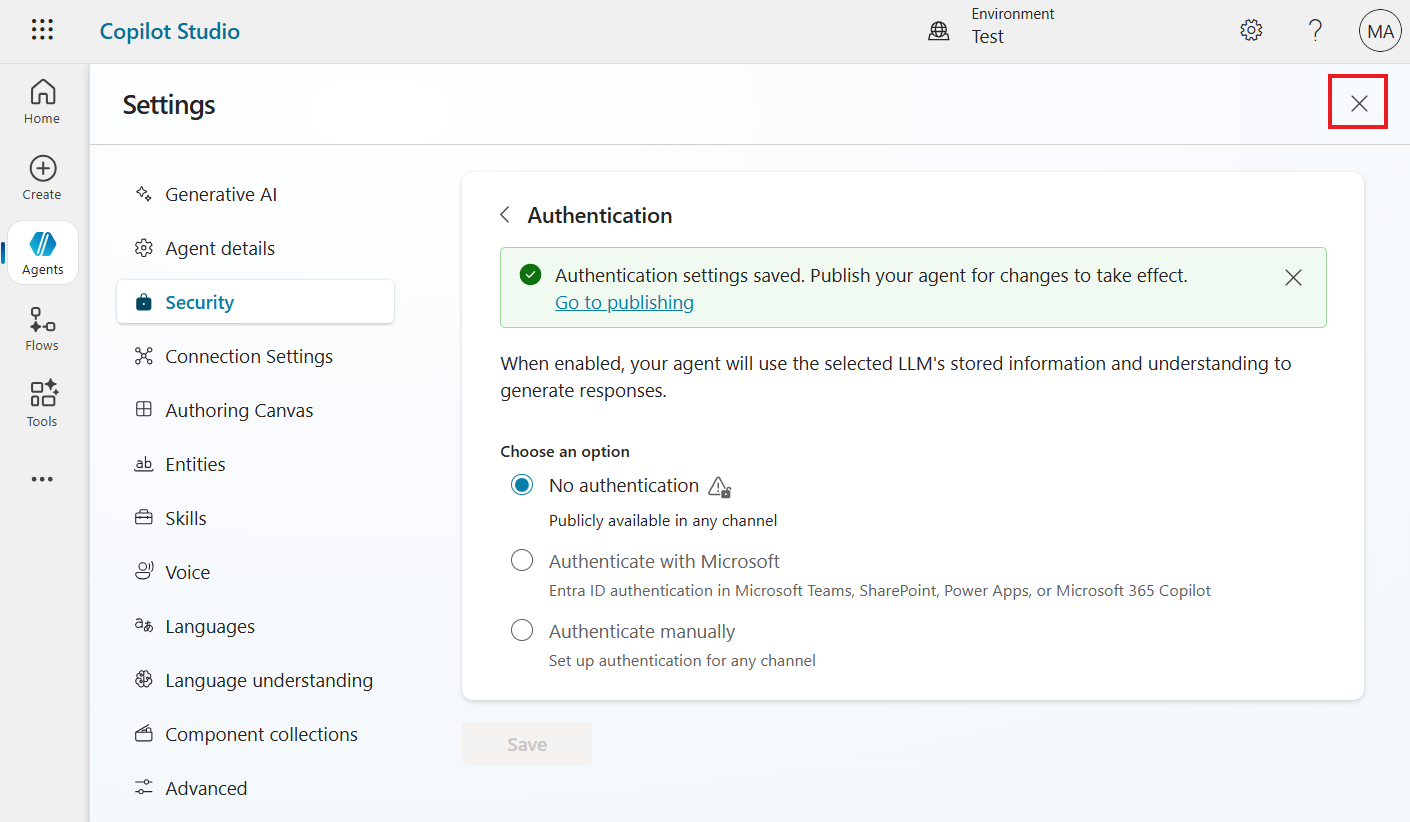 Copilot Studio
Environment
Test
?
MA
Home
Create
Agents
Flows
Tools
Settings
Generative AI
Agent details
Security
Connection Settings
Authoring Canvas
ab Entities
Skills
Voice
Languages
Language understanding
Component collections
Advanced
Authentication
Authentication settings saved. Publish your agent for changes to take effect.
Go to publishing
When enabled, your agent will use the selected LLM's stored information and understanding to
generate responses.
Choose an option
No authentication
Publicly available in any channel
Authenticate with Microsoft
Entra ID authentication in Microsoft Teams, SharePoint, Power Apps, or Microsoft 365 Copilot
Authenticate manually
Set up authentication for any channel
Save